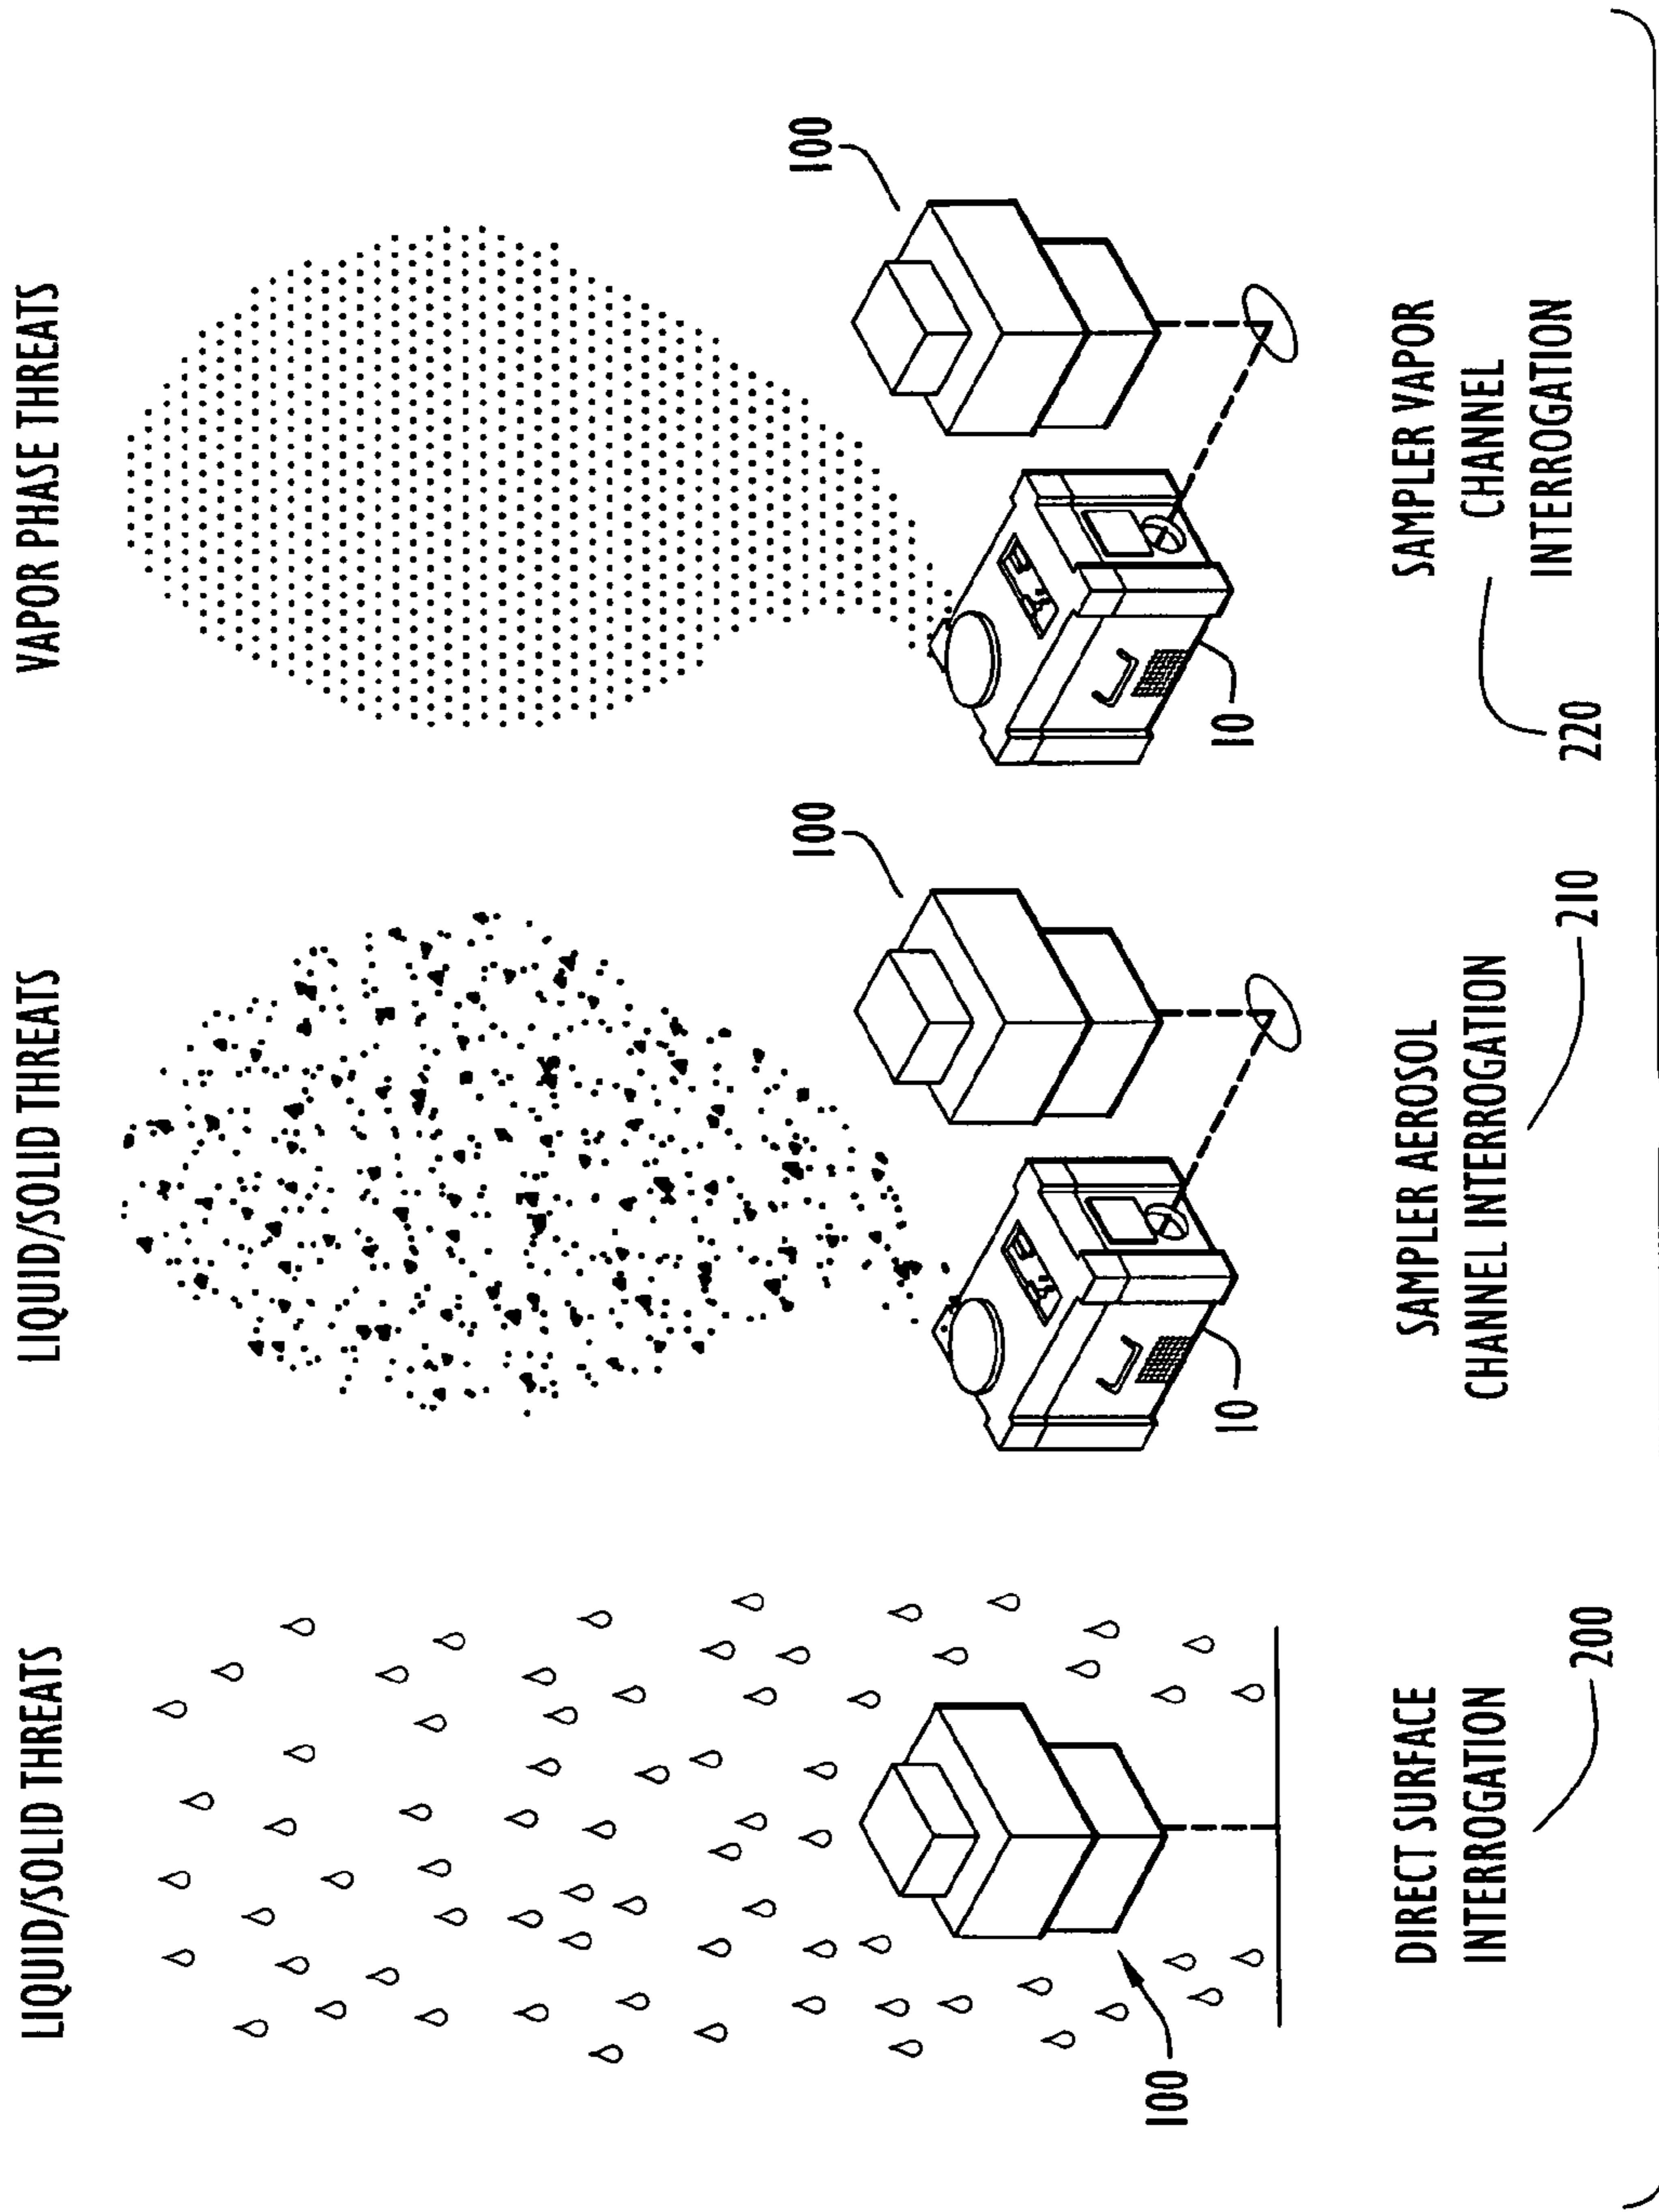 LIQUID/SOLID THREATS
100
DIRECT SURFACE
INTERROGATION
200
LIQUID/SOLID THREATS
100
10
SAMPLER AEROSOL
CHANNEL INTERROGATION
210
VAPOR PHASE THREATS
100
10
SAMPLER VAPOR
CHANNEL
INTERROGATION
220